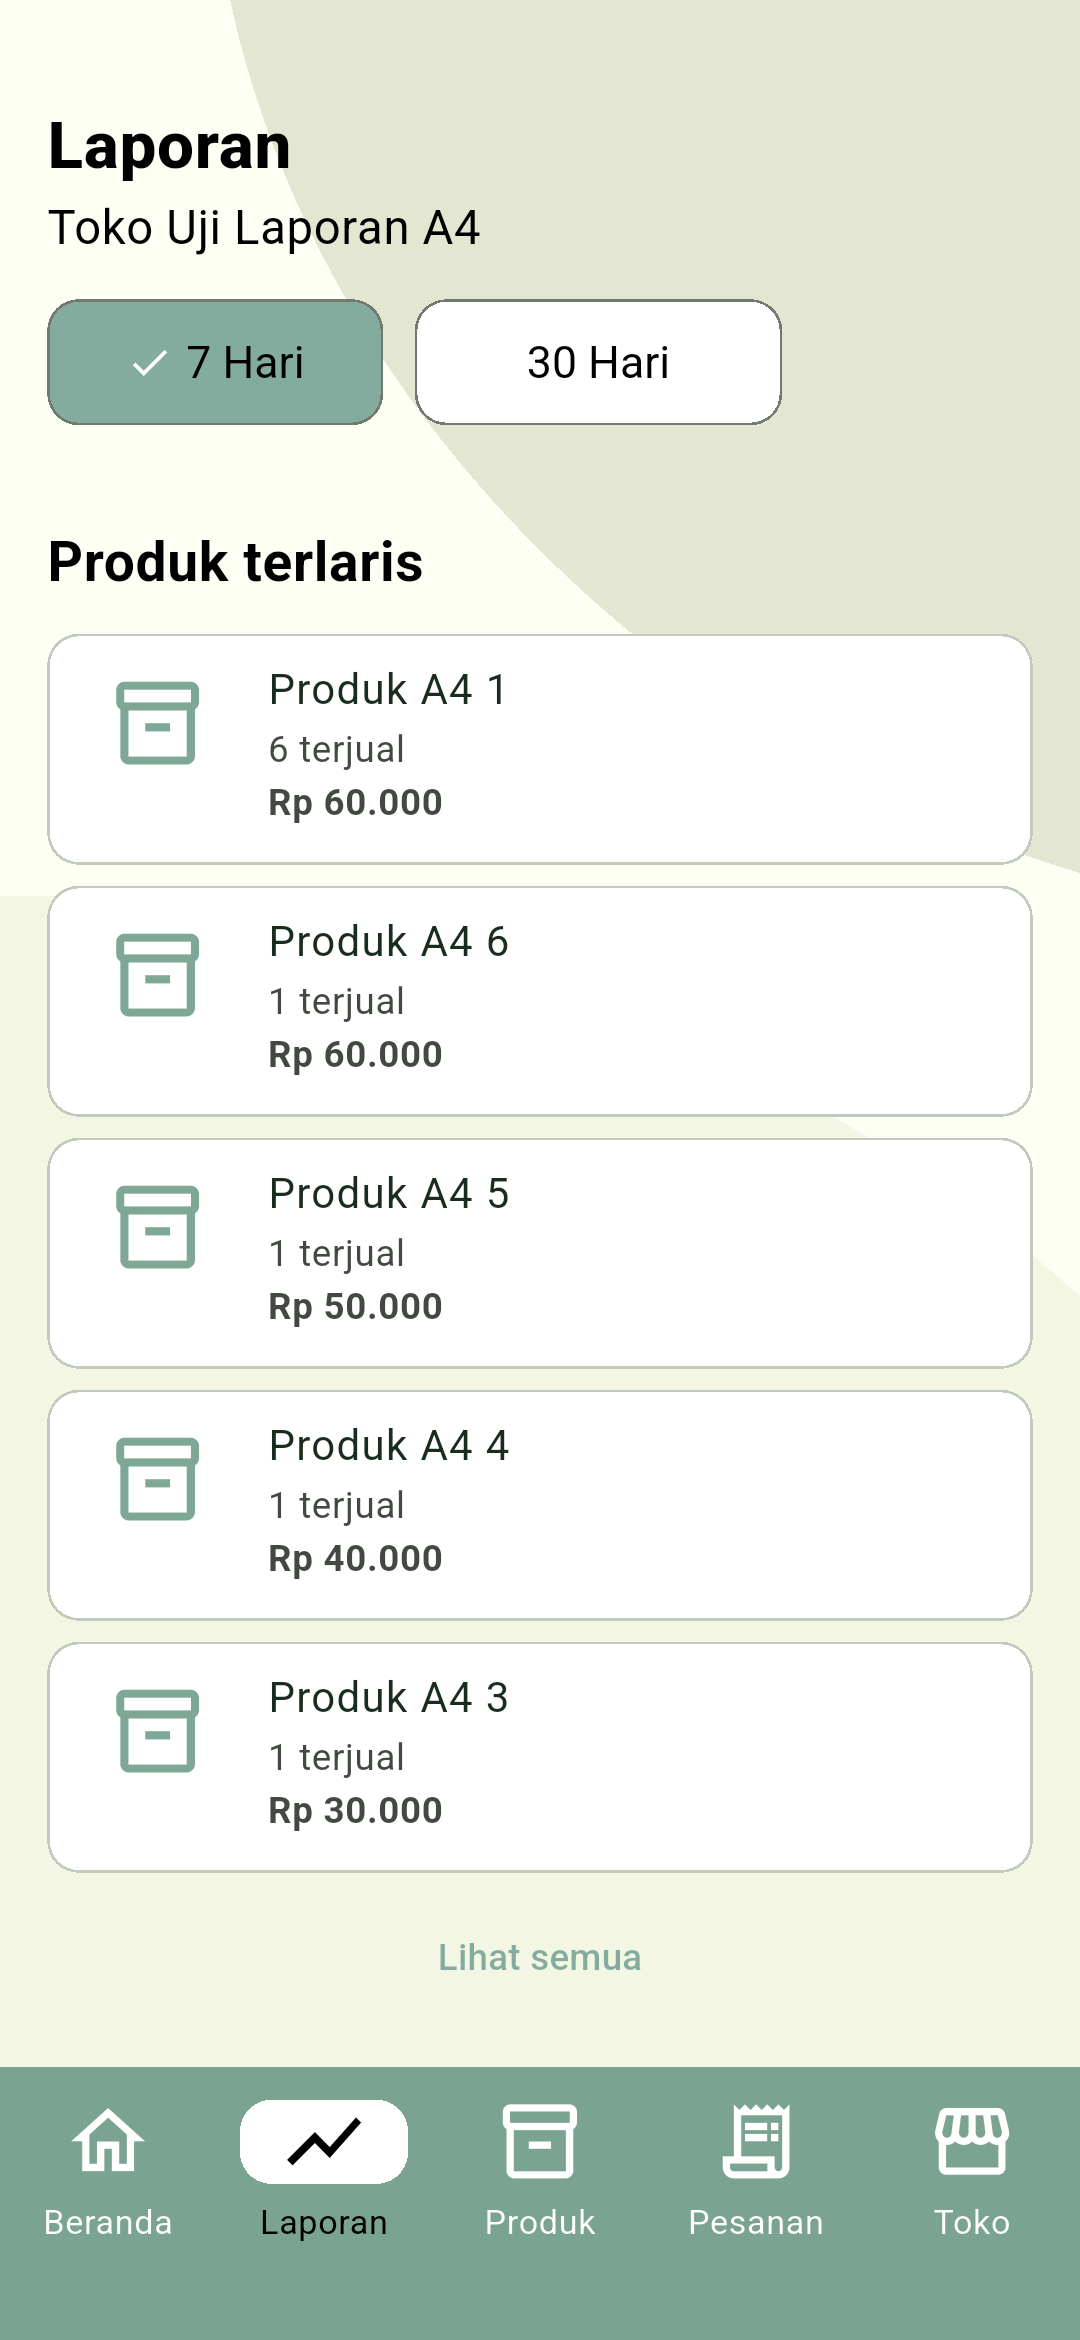 Laporan
Toko Uji Laporan A4
7 Hari
30 Hari
Produk terlaris
Produk A4 1
6 terjual
Rp 60.000
Produk A4 6
1 terjual
Rp 60.000
Produk A4 5
1 terjual
Rp 50.000
Produk A4 4
1 terjual
Rp 40.000
Produk A4 3
1 terjual
Rp 30.000
Lihat semua
Beranda
Laporan
Produk
Pesanan
Toko